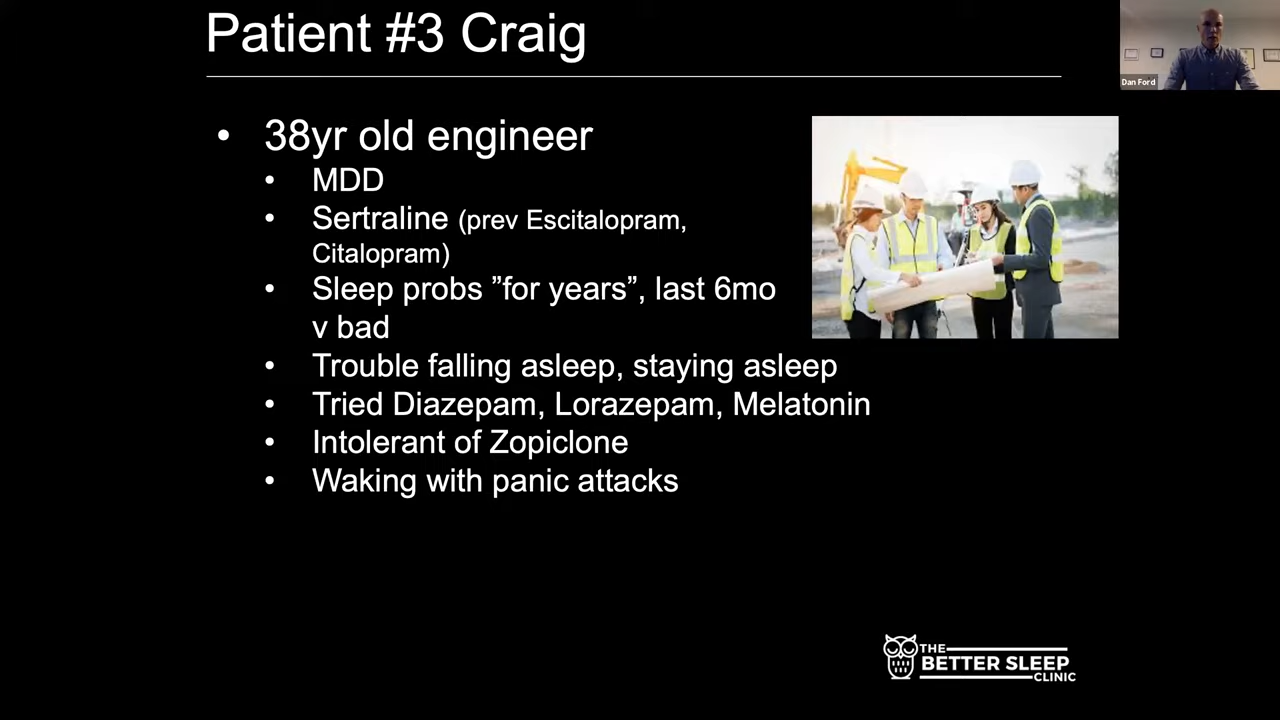 Patient #3 Craig
Dan Ford
• 38yr old engineer
• MDD
• Sertraline (prev Escitalopram,
Citalopram)
• Sleep probs ”for years”, last 6mo
v bad
• Trouble falling asleep, staying asleep
• Tried Diazepam, Lorazepam, Melatonin
• Intolerant of Zopiclone
• Waking with panic attacks
THE
BETTER SLEEP
CLINIC